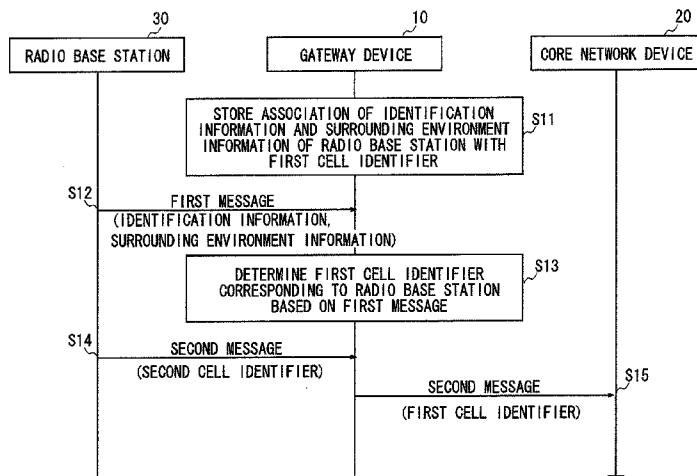 30
10
20
RADIO BASE STATION
GATEWAY DEVICE
CORE NETWORK DEVICE
STORE ASSOCIATION OF IDENTIFICATION
INFORMATION AND SURROUNDING ENVIRONMENT
INFORMATION OF RADIO BASE STATION WITH
FIRST CELL IDENTIFIER
S11
S12
FIRST MESSAGE
(IDENTIFICATION INFORMATION,
SURROUNDING ENVIRONMENT INFORMATION)
DETERMINE FIRST CELL IDENTIFIER
CORRESPONDING TO RADIO BASE STATION
BASED ON FIRST MESSAGE
S13
S14
SECOND MESSAGE
(SECOND CELL IDENTIFIER)
SECOND MESSAGE
(FIRST CELL IDENTIFIER)
S15